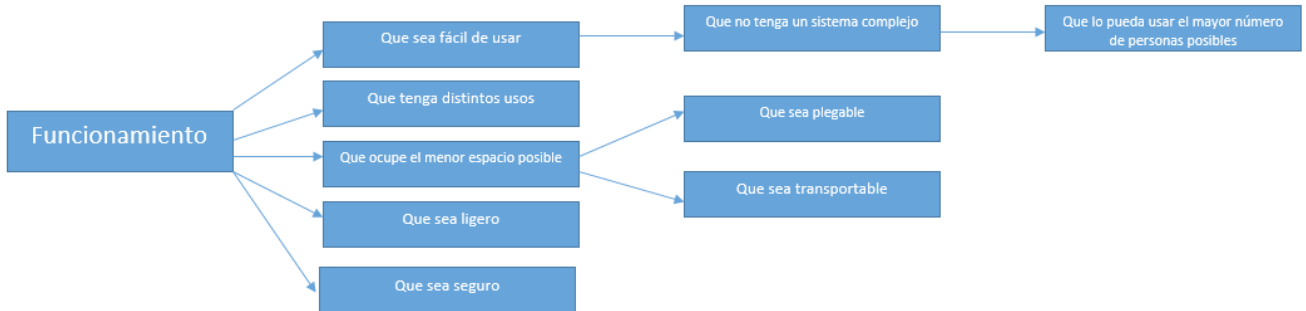 Que sea fácil de usar
Que no tenga un sistema complejo
Que lo pueda usar el mayor número
de personas posibles
Funcionamiento
Que tenga distintos usos
Que ocupe el menor espacio posible
Que sea plegable
Que sea transportable
Que sea ligero
Que sea seguro